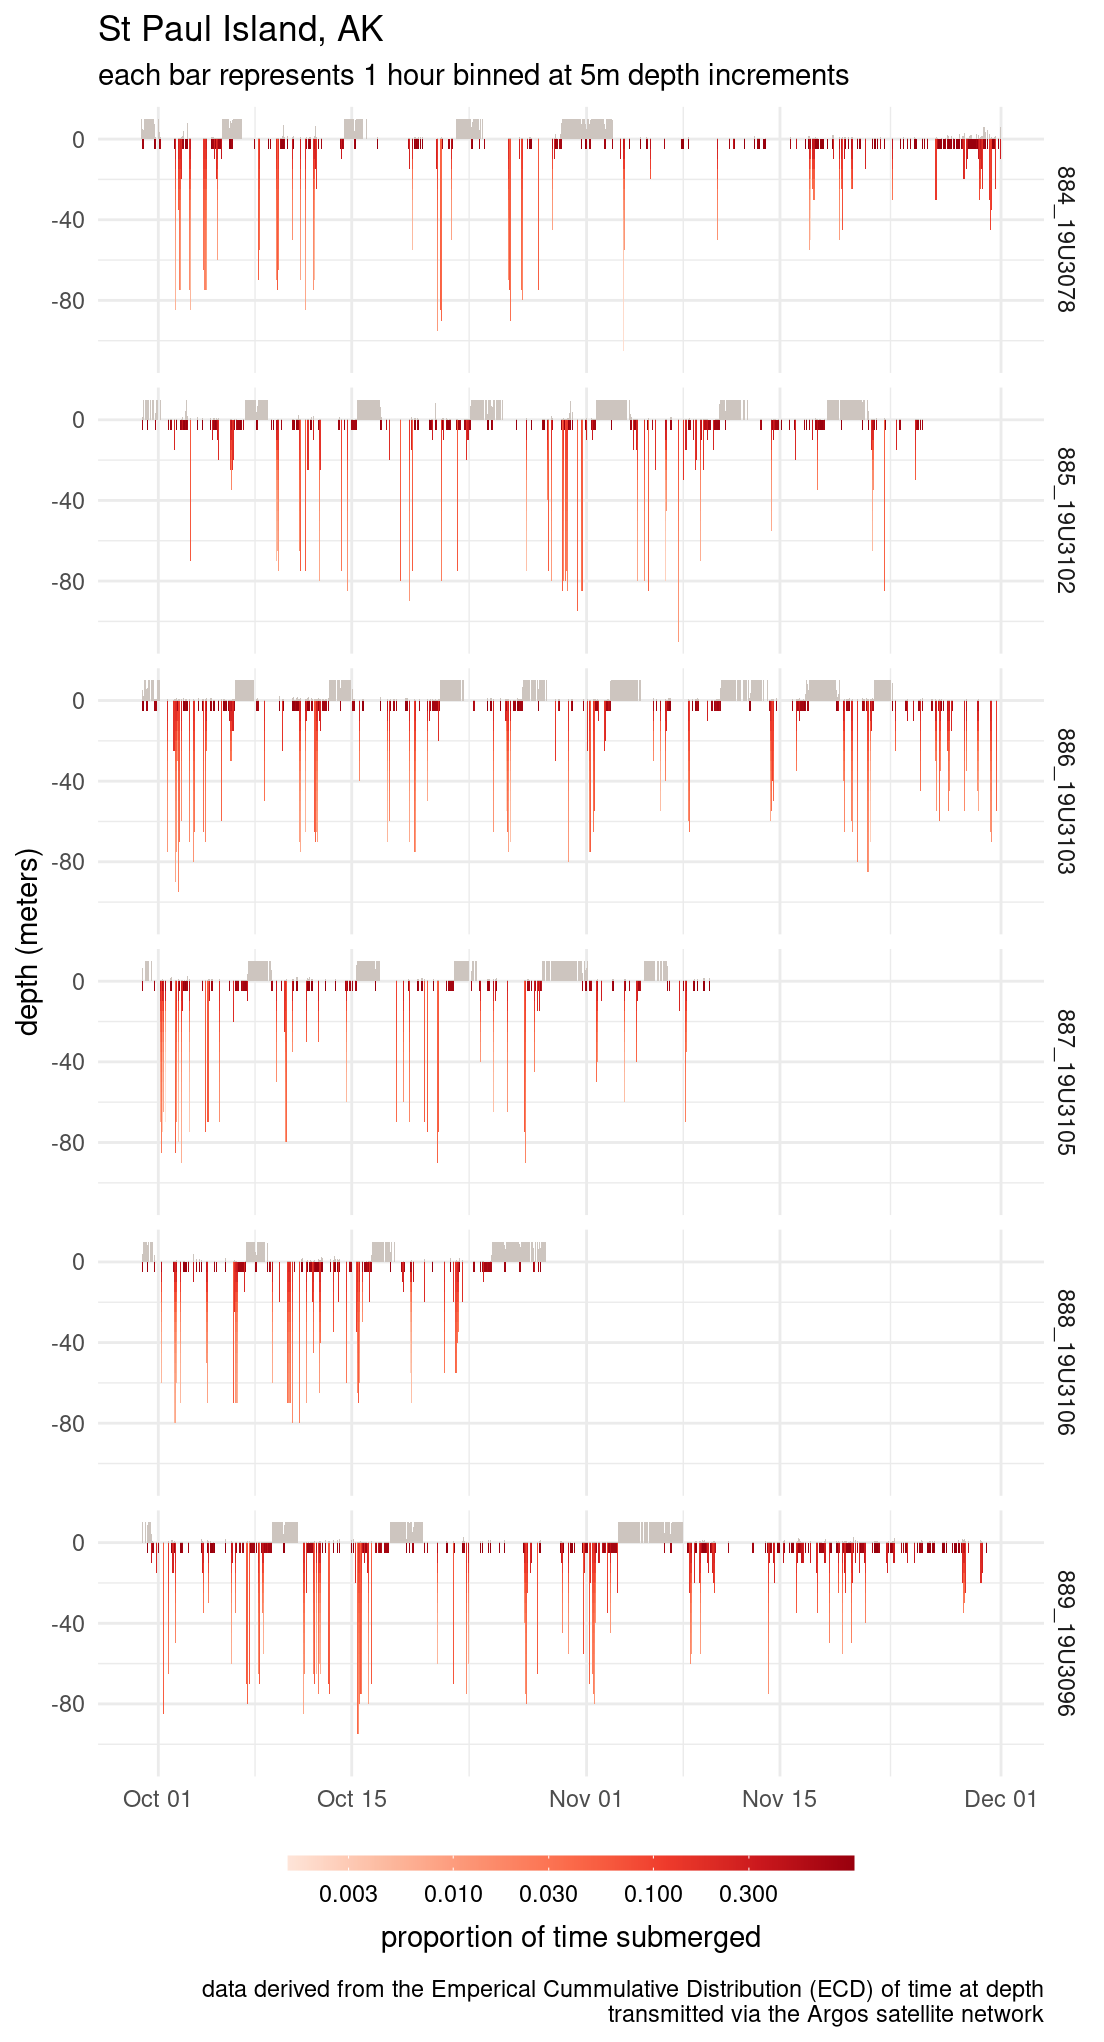 St Paul Island, AK
each bar represents 1 hour binned at 5m depth increments
0
-40
-80
884_19U3078
0
-40
-80
885_19U3102
0
-40
-80
886_19U3103
depth (meters)
0
-40
-80
887_19U3105
0
-40
-80
888_19U3106
0
-40
-80
889_19U3096
Oct 01 Oct 15 Nov 01 Nov 15 Dec 01
0.003 0.010 0.030 0.100 0.300
proportion of time submerged
data derived from the Emperical Cummulative Distribution (ECD) of time at depth
transmitted via the Argos satellite network